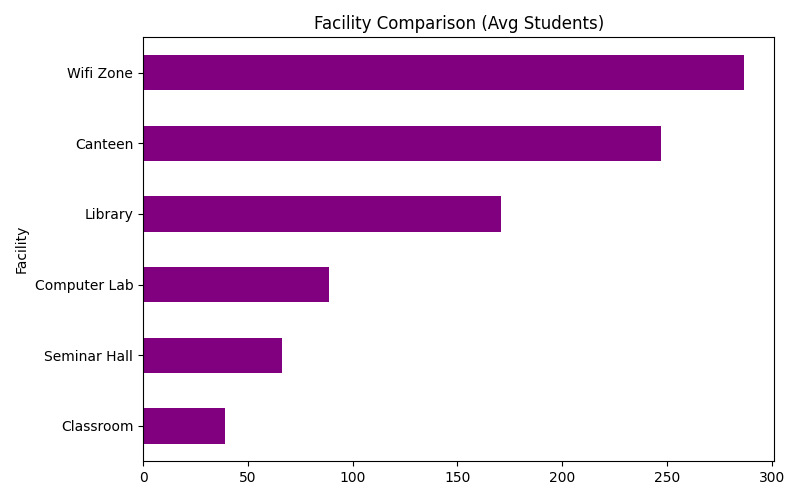 Facility Comparison (Avg Students)
Facility
Wifi Zone
Canteen
Library
Computer Lab
Seminar Hall
Classroom
0 50 100 150 200 250 300